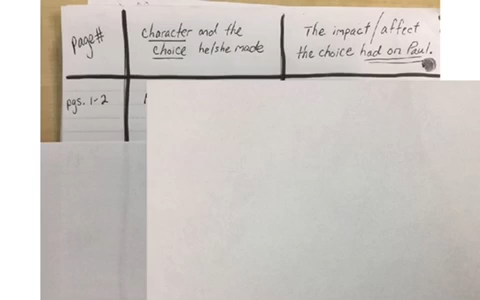 page#
character and the
choice he/she made
The impact/affect
the choice had on Paul.
pgs. 1-2